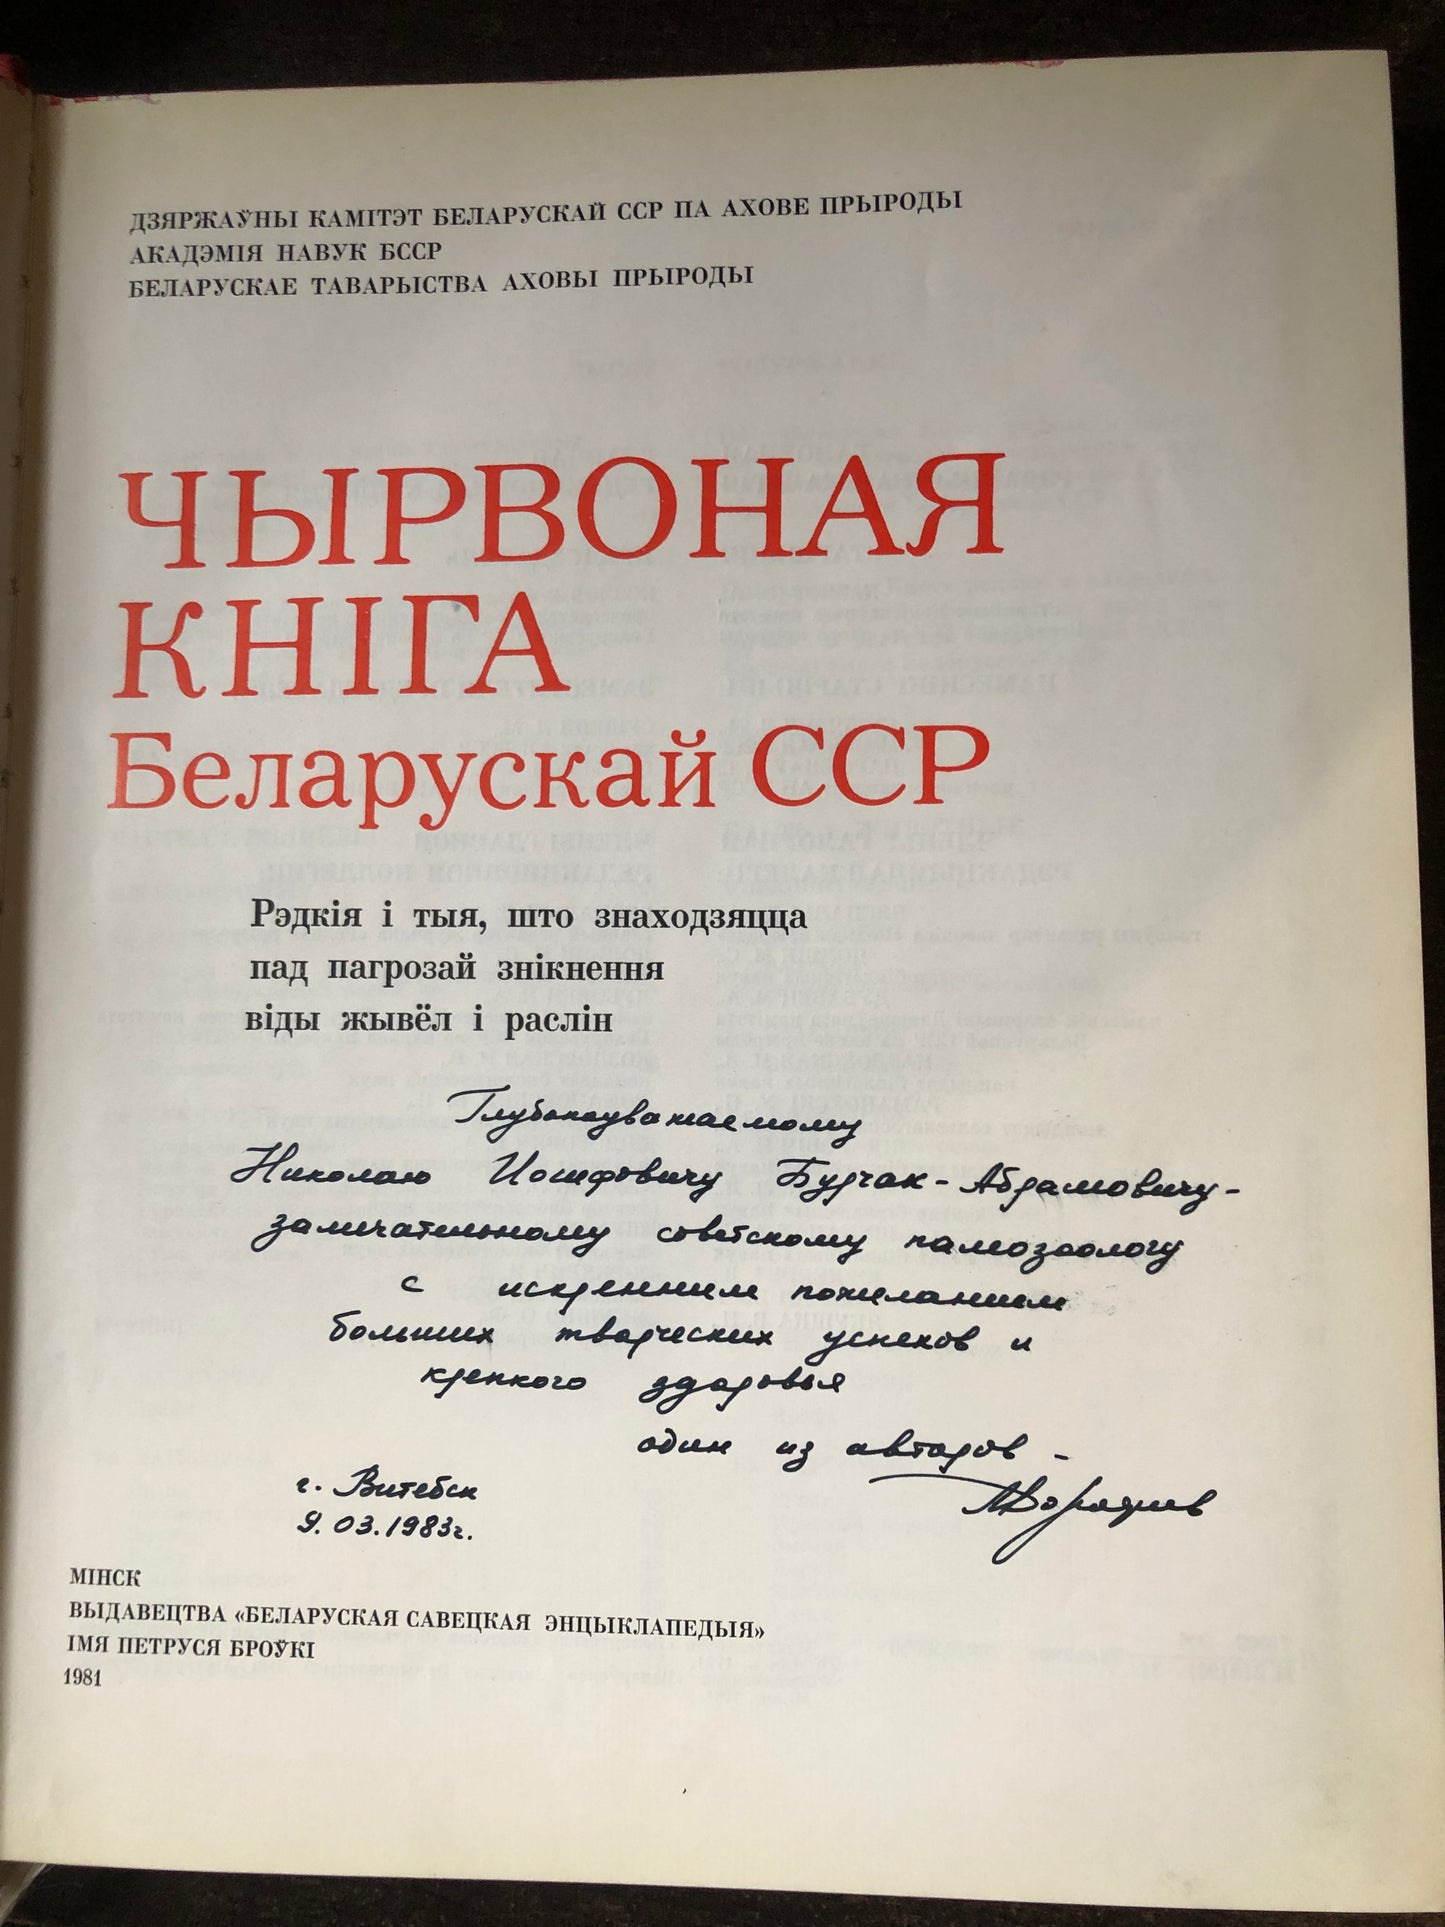 ДЗЯРЖАЎНЫ КАМІТЭТ БЕЛАРУСКАЙ ССР ПА АХОВЕ ПРЫРОДЫ
АКАДЭМІЯ НАВУК БССР
БЕЛАРУСКАЕ ТАВАРЫСТВА АХОВЫ ПРЫРОДЫ
ЧЫРВОНАЯ
КНІГА
Беларускай ССР
Рэдкія і тыя, што знаходзяцца
пад пагрозай знікнення
віды жывёл і раслін
Глубокоуважаемому
Николаю Иосифовичу Бурчак-Абрамовичу-
замечательному советскому палеозоологу
с искренним пожеланием
больших творческих успехов и
крепкого здоровья
один из авторов -
г. Витебск
9.03.1983г.
МІНСК
ВЫДАВЕЦТВА «БЕЛАРУСКАЯ САВЕЦКАЯ ЭНЦЫКЛАПЕДЫЯ»
ІМЯ ПЕТРУСЯ БРОЎКІ
1981